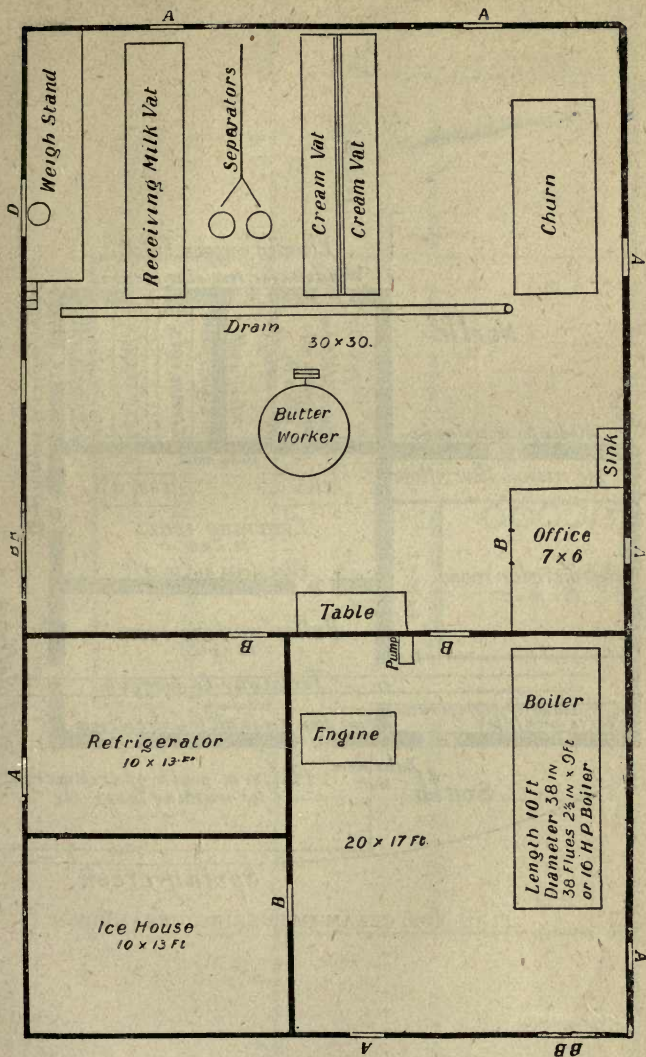 A
A
Weigh Stand
Receiving Milk Vat
Separators
Cream Vat
Cream Vat
Churn
D
A
Drain
30 × 30.
Butter
Worker
Sink
BB
B
Office
7 × 6
A
Table
B
Pump
B
Boiler
Refrigerator
10 × 13 Ft
Engine
A
Length 10 Ft
Diameter 38 IN
38 Flues 2½ IN × 9 Ft
or 16 H P. Boiler
20 × 17 Ft.
Ice House
10 × 13 Ft
B
A
A
BB